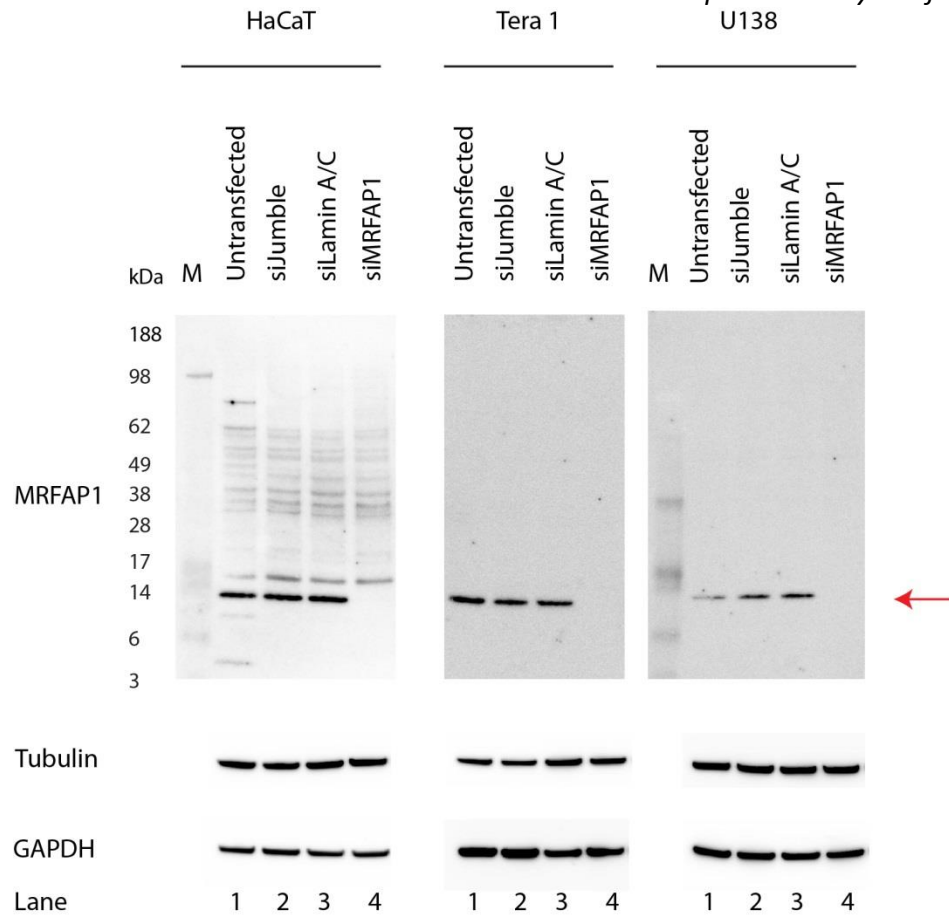 HaCaT Tera 1 U138
kDa M Untransfected siJumble siLamin A/C siMRFAP1 Untransfected siJumble siLamin A/C siMRFAP1 M Untransfected siJumble siLamin A/C siMRFAP1
188
98
62
49
MRFAP1 38
28
17
14
6
3
Tubulin
GAPDH
Lane 1 2 3 4 1 2 3 4 1 2 3 4